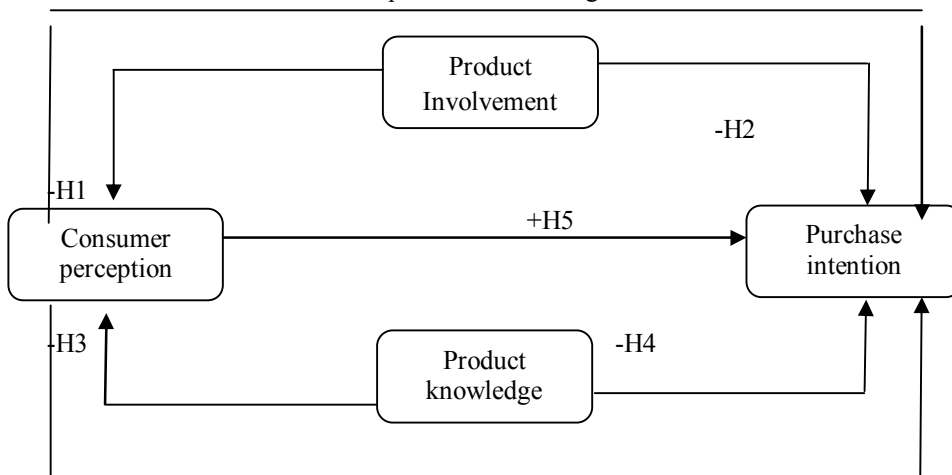 Product
Involvement
-H2
-H1
+H5
Consumer
perception
Purchase
intention
-H3
-H4
Product
knowledge